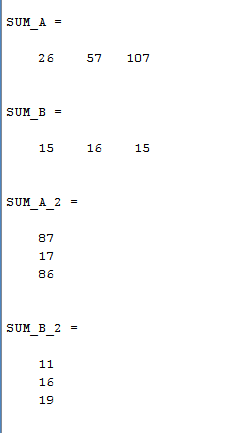 SUM_A =
26 57 107
SUM_B =
15 16 15
SUM_A_2 =
87
17
86
SUM_B_2 =
11
16
19